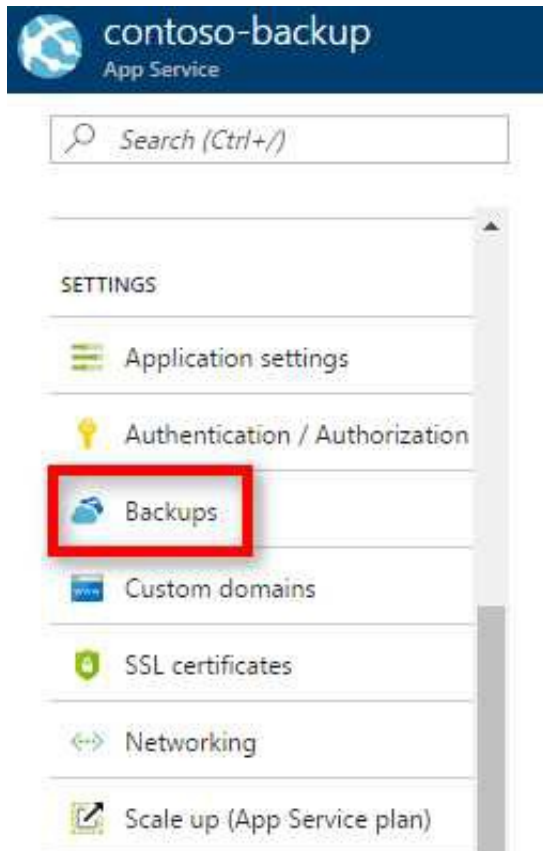 contoso-backup
App Service
Search (Ctrl+/)
SETTINGS
Application settings
Authentication / Authorization
Backups
Custom domains
www
SSL certificates
Networking
Scale up (App Service plan)